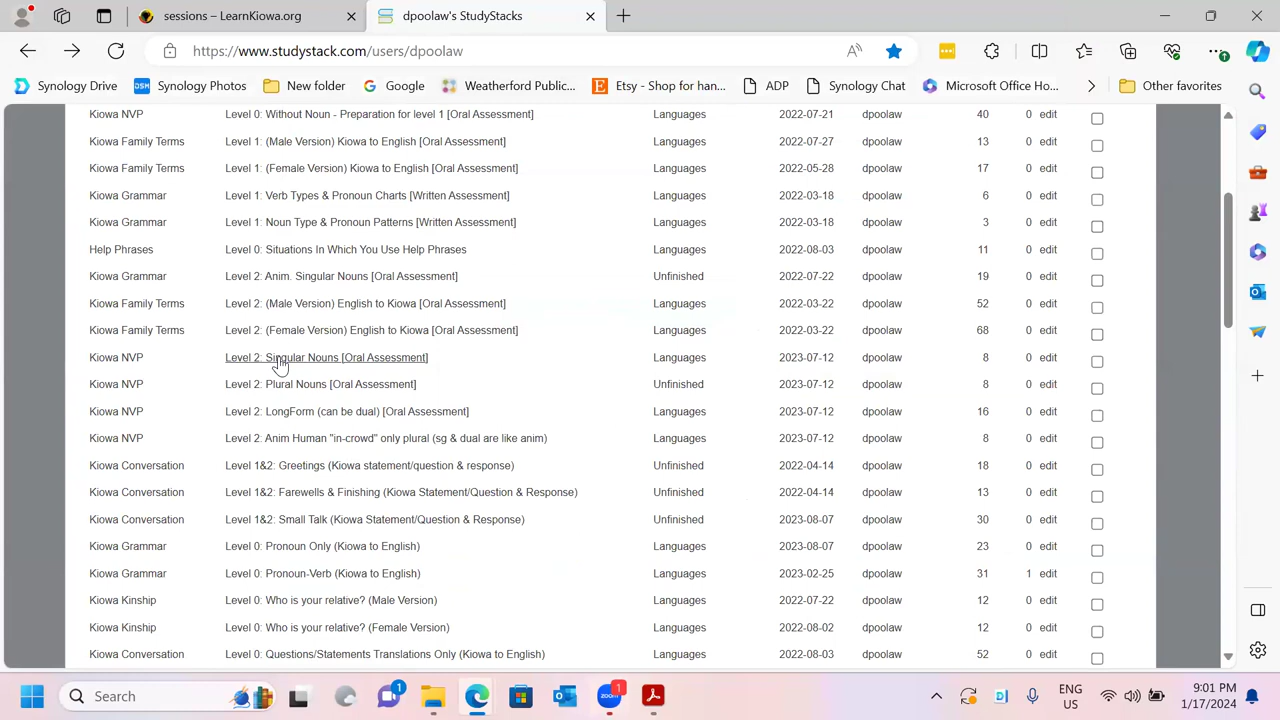 sessions – LearnKiowa.org
dpoolaw's StudyStacks
https://www.studystack.com/users/dpoolaw
Synology Drive
DSM Synology Photos
New folder
Google
Weatherford Public...
Etsy - Shop for han...
ADP
Synology Chat
Microsoft Office Ho...
Other favorites
Kiowa NVP Level 0: Without Noun - Preparation for level 1 [Oral Assessment] Languages 2022-07-21 dpoolaw 40 0 edit
Kiowa Family Terms Level 1: (Male Version) Kiowa to English [Oral Assessment] Languages 2022-07-27 dpoolaw 13 0 edit
Kiowa Family Terms Level 1: (Female Version) Kiowa to English [Oral Assessment] Languages 2022-05-28 dpoolaw 17 0 edit
Kiowa Grammar Level 1: Verb Types & Pronoun Charts [Written Assessment] Languages 2022-03-18 dpoolaw 6 0 edit
Kiowa Grammar Level 1: Noun Type & Pronoun Patterns [Written Assessment] Languages 2022-03-18 dpoolaw 3 0 edit
Help Phrases Level 0: Situations In Which You Use Help Phrases Languages 2022-08-03 dpoolaw 11 0 edit
Kiowa Grammar Level 2: Anim. Singular Nouns [Oral Assessment] Unfinished 2022-07-22 dpoolaw 19 0 edit
Kiowa Family Terms Level 2: (Male Version) English to Kiowa [Oral Assessment] Languages 2022-03-22 dpoolaw 52 0 edit
Kiowa Family Terms Level 2: (Female Version) English to Kiowa [Oral Assessment] Languages 2022-03-22 dpoolaw 68 0 edit
Kiowa NVP Level 2: Singular Nouns [Oral Assessment] Languages 2023-07-12 dpoolaw 8 0 edit
Kiowa NVP Level 2: Plural Nouns [Oral Assessment] Unfinished 2023-07-12 dpoolaw 8 0 edit
Kiowa NVP Level 2: LongForm (can be dual) [Oral Assessment] Languages 2023-07-12 dpoolaw 16 0 edit
Kiowa NVP Level 2: Anim Human "in-crowd" only plural (sg & dual are like anim) Languages 2023-07-12 dpoolaw 8 0 edit
Kiowa Conversation Level 1&2: Greetings (Kiowa statement/question & response) Unfinished 2022-04-14 dpoolaw 18 0 edit
Kiowa Conversation Level 1&2: Farewells & Finishing (Kiowa Statement/Question & Response) Unfinished 2022-04-14 dpoolaw 13 0 edit
Kiowa Conversation Level 1&2: Small Talk (Kiowa Statement/Question & Response) Unfinished 2023-08-07 dpoolaw 30 0 edit
Kiowa Grammar Level 0: Pronoun Only (Kiowa to English) Languages 2023-08-07 dpoolaw 23 0 edit
Kiowa Grammar Level 0: Pronoun-Verb (Kiowa to English) Languages 2023-02-25 dpoolaw 31 1 edit
Kiowa Kinship Level 0: Who is your relative? (Male Version) Languages 2022-07-22 dpoolaw 12 0 edit
Kiowa Kinship Level 0: Who is your relative? (Female Version) Languages 2022-08-02 dpoolaw 12 0 edit
Kiowa Conversation Level 0: Questions/Statements Translations Only (Kiowa to English) Languages 2022-08-03 dpoolaw 52 0 edit
Search
1
zoom 1
ENG
US
9:01 PM
1/17/2024